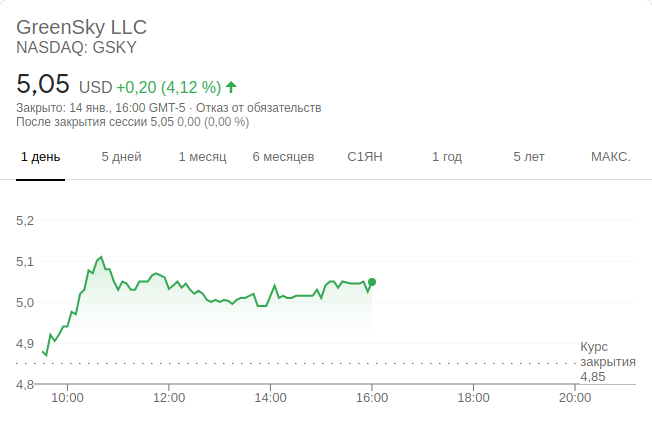 GreenSky LLC
NASDAQ: GSKY
5,05 USD +0,20 (4,12 %)
Закрыто: 14 янв., 16:00 GMT-5 · Отказ от обязательств
После закрытия сессии 5,05 0,00 (0,00 %)
1 день 5 дней 1 месяц 6 месяцев С1ЯН 1 год 5 лет МАКС.
5,2
5,1
5,0
4,9
Курс
закрытия
4,85
4,8
10:00 12:00 14:00 16:00 18:00 20:00